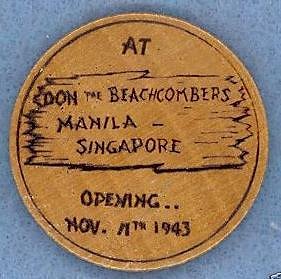 AT
DON THE BEACHCOMBERS
MANILA –
SINGAPORE
OPENING..
NOV. 11TH 1943